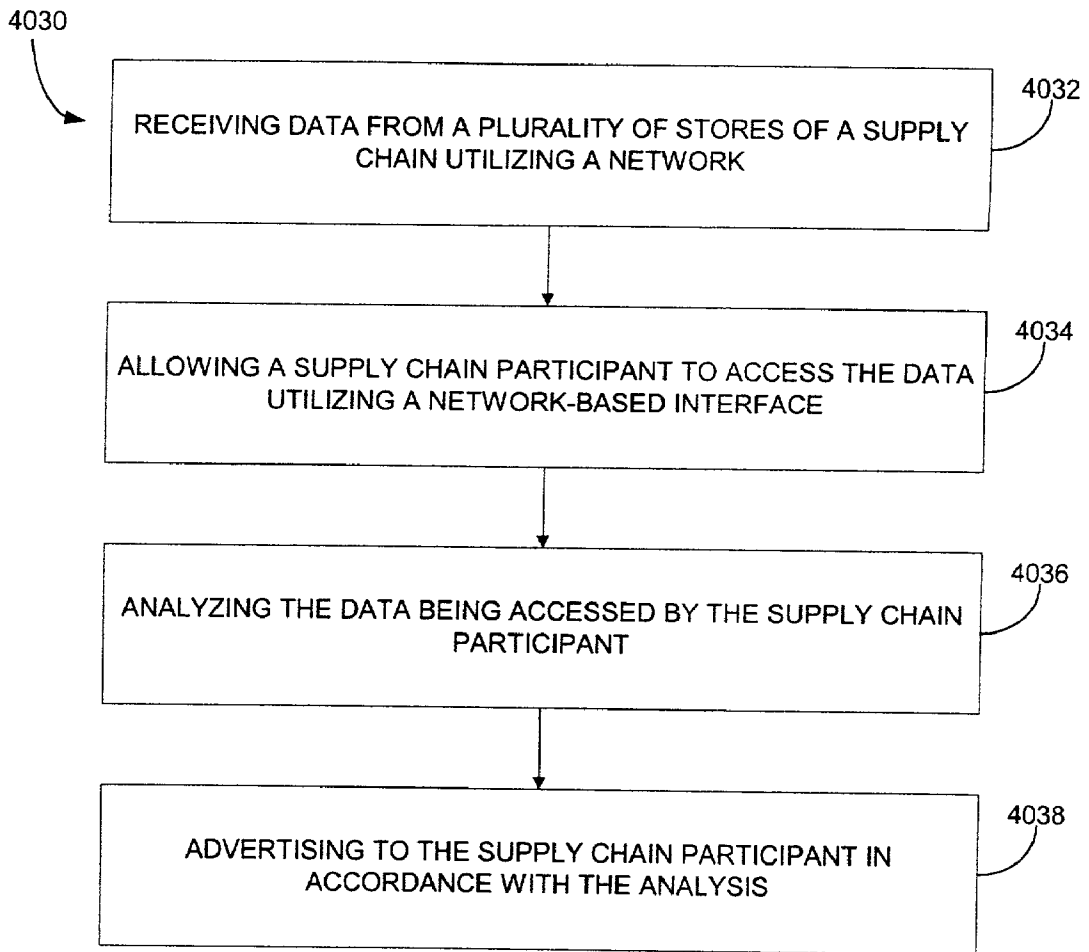 4030
4032
RECEIVING DATA FROM A PLURALITY OF STORES OF A SUPPLY
CHAIN UTILIZING A NETWORK
4034
ALLOWING A SUPPLY CHAIN PARTICIPANT TO ACCESS THE DATA
UTILIZING A NETWORK-BASED INTERFACE
4036
ANALYZING THE DATA BEING ACCESSED BY THE SUPPLY CHAIN
PARTICIPANT
4038
ADVERTISING TO THE SUPPLY CHAIN PARTICIPANT IN
ACCORDANCE WITH THE ANALYSIS